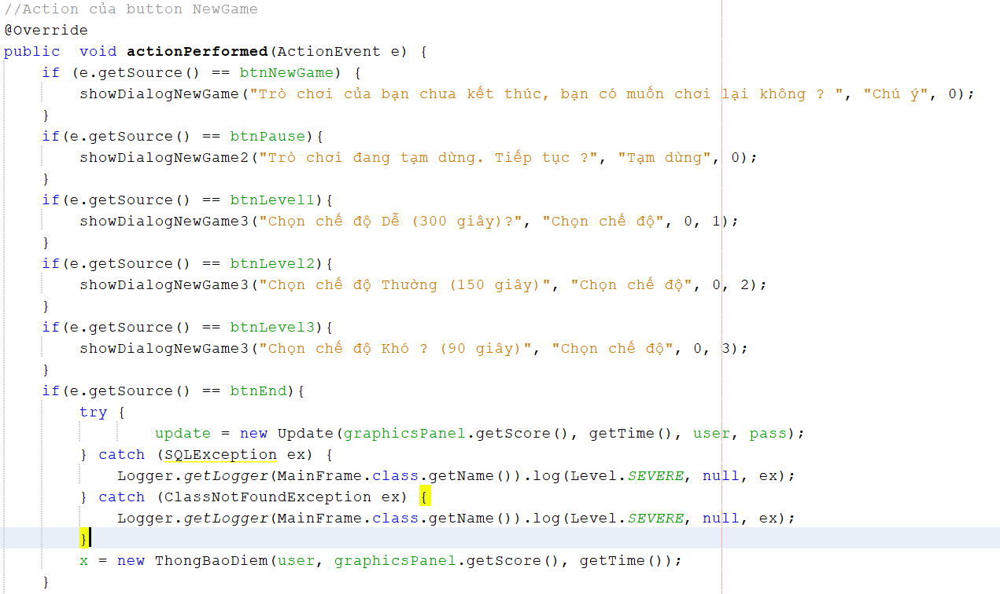 //Action của button NewGame
@Override
public  void actionPerformed(ActionEvent e) {
    if (e.getSource() == btnNewGame) {
        showDialogNewGame("Trò chơi của bạn chưa kết thúc, bạn có muốn chơi lại không ? ", "Chú ý", 0);
    }
    if(e.getSource() == btnPause){
        showDialogNewGame2("Trò chơi đang tạm dừng. Tiếp tục ?", "Tạm dừng", 0);
    }
    if(e.getSource() == btnLevel1){
        showDialogNewGame3("Chọn chế độ Dễ (300 giây)?", "Chọn chế độ", 0, 1);
    }
    if(e.getSource() == btnLevel2){
        showDialogNewGame3("Chọn chế độ Thường (150 giây)", "Chọn chế độ", 0, 2);
    }
    if(e.getSource() == btnLevel3){
        showDialogNewGame3("Chọn chế độ Khó ? (90 giây)", "Chọn chế độ", 0, 3);
    }
    if(e.getSource() == btnEnd){
        try {
                update = new Update(graphicsPanel.getScore(), getTime(), user, pass);
        } catch (SQLException ex) {
            Logger.getLogger(MainFrame.class.getName()).log(Level.SEVERE, null, ex);
        } catch (ClassNotFoundException ex) {
            Logger.getLogger(MainFrame.class.getName()).log(Level.SEVERE, null, ex);
        }
        x = new ThongBaoDiem(user, graphicsPanel.getScore(), getTime());
    }